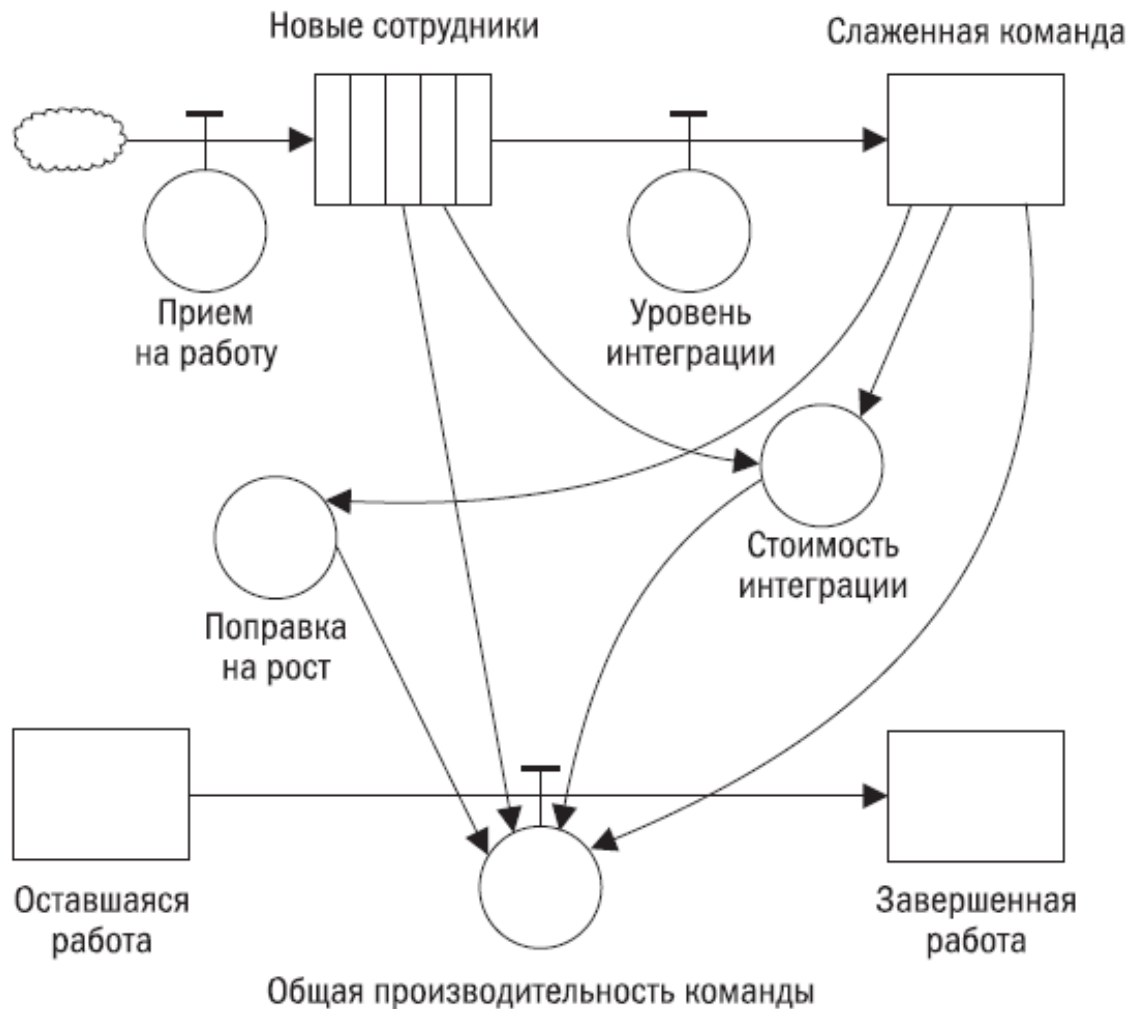 Новые сотрудники
Слаженная команда
Прием
на работу
Уровень
интеграции
Стоимость
интеграции
Поправка
на рост
Оставшаяся
работа
Завершенная
работа
Общая производительность команды